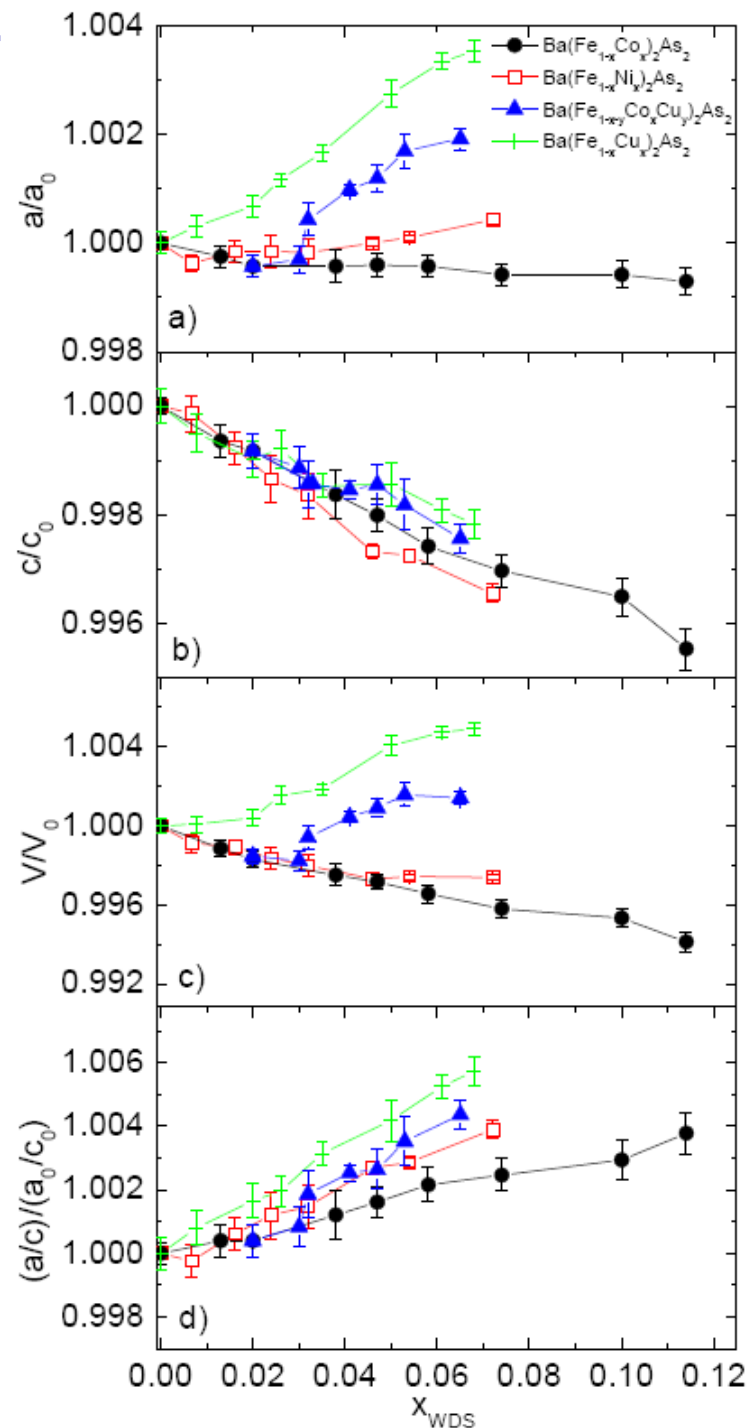 1.004
Ba(Fe₁₋ₓCoₓ)₂As₂
Ba(Fe₁₋ₓNiₓ)₂As₂
Ba(Fe₁₋ₓ₋ᵧCoₓCuᵧ)₂As₂
Ba(Fe₁₋ₓCuₓ)₂As₂
1.002
a/a₀
1.000
a)
0.998
1.000
0.998
c/c₀
0.996
b)
1.004
1.000
V/V₀
0.996
0.992
c)
1.006
1.004
(a/c)/(a₀/c₀)
1.002
1.000
0.998
d)
0.00 0.02 0.04 0.06 0.08 0.10 0.12
x_WDS